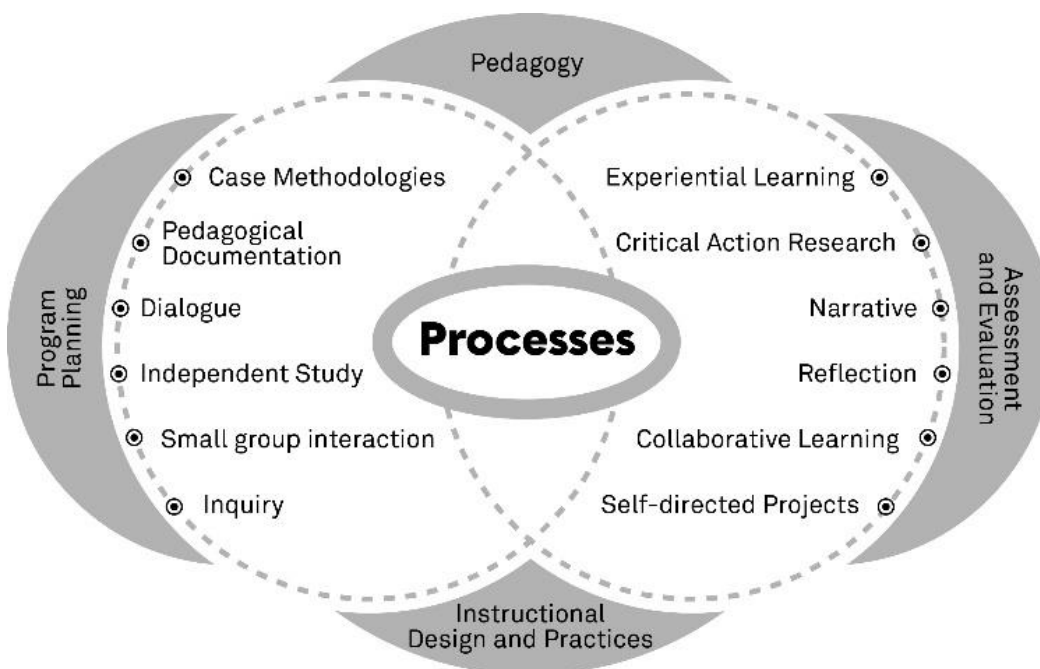 Pedagogy
Program
Planning
Case Methodologies
Pedagogical
Documentation
Dialogue
Independent Study
Small group interaction
Inquiry
Processes
Experiential Learning
Critical Action Research
Narrative
Reflection
Collaborative Learning
Self-directed Projects
Assessment
and Evaluation
Instructional
Design and Practices